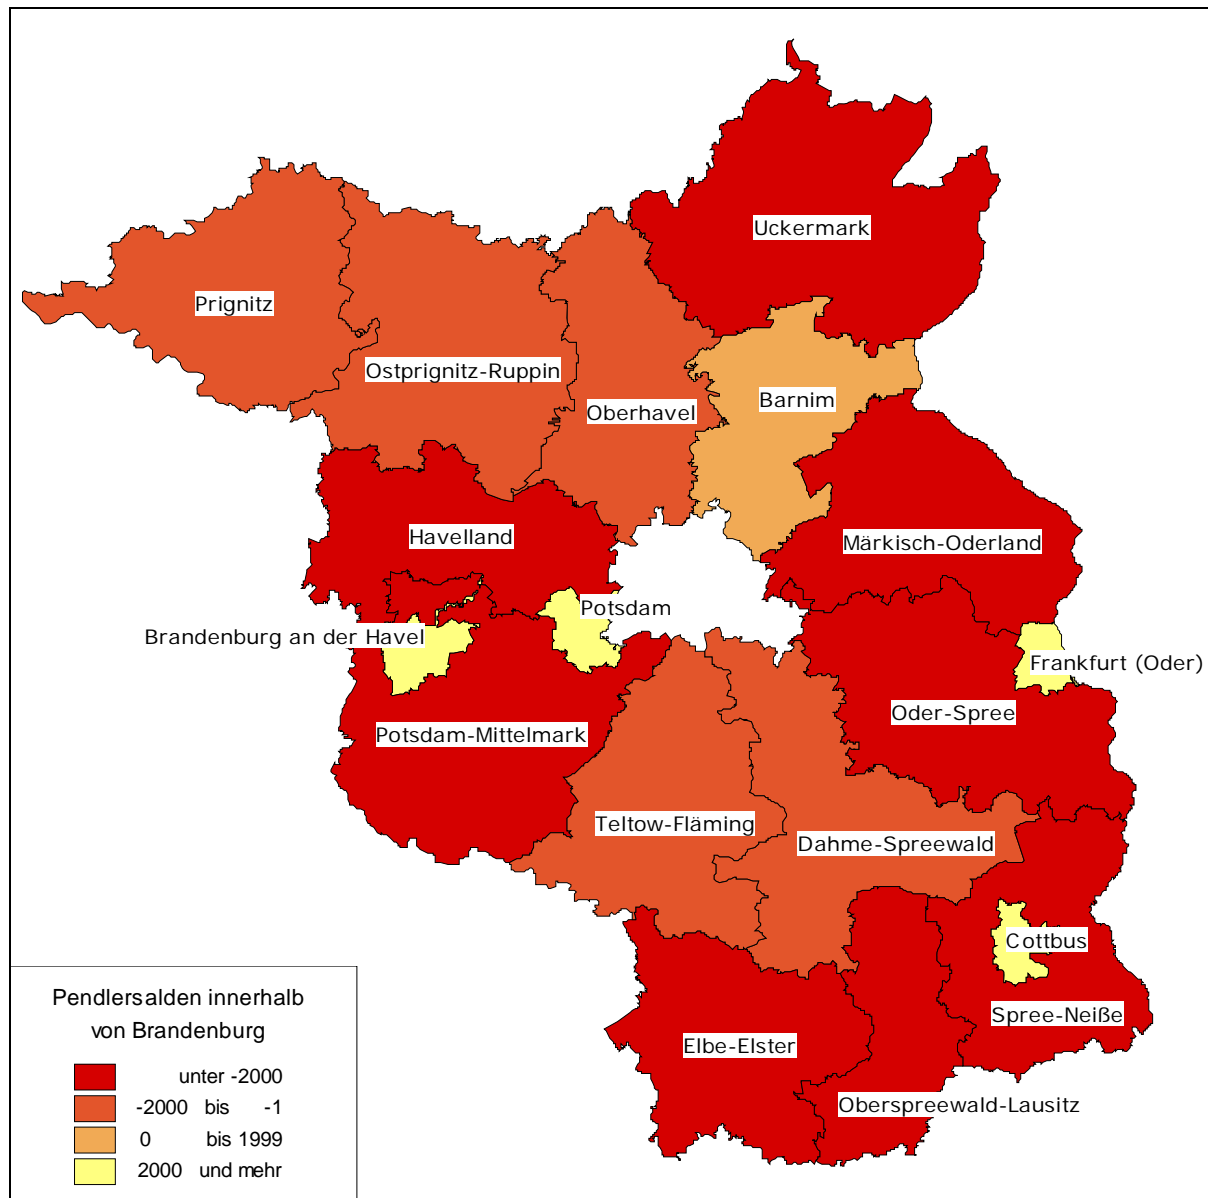 Uckermark
Prignitz
Ostprignitz-Ruppin
Barnim
Oberhavel
Havelland
Märkisch-Oderland
Potsdam
Brandenburg an der Havel
Frankfurt (Oder)
Oder-Spree
Potsdam-Mittelmark
Teltow-Fläming
Dahme-Spreewald
Cottbus
Spree-Neiße
Elbe-Elster
Oberspreewald-Lausitz
Pendlersalden innerhalb
von Brandenburg
unter -2000
-2000 bis -1
0 bis 1999
2000 und mehr